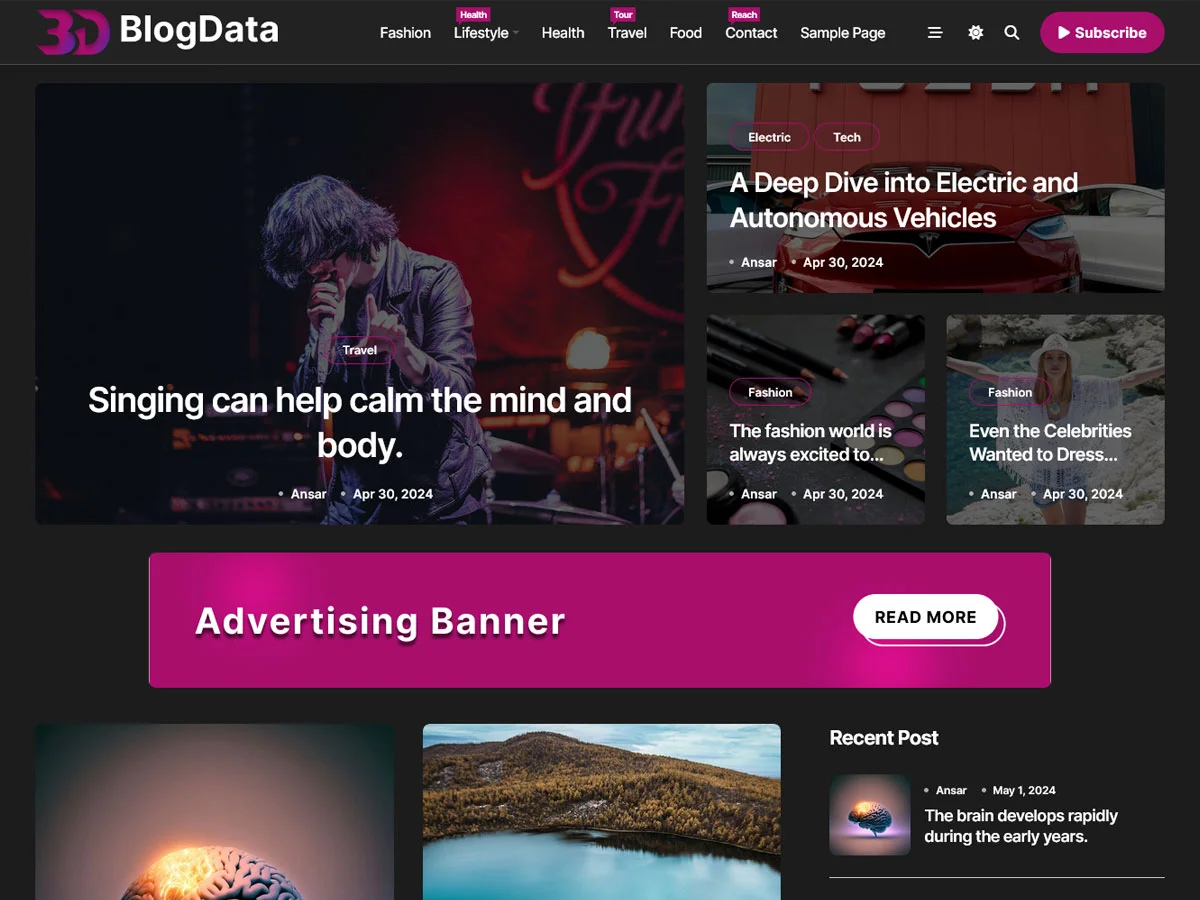 3D BlogData
Fashion
Health
Lifestyle
Health
Tour
Travel
Food
Reach
Contact
Sample Page
Subscribe
Travel
Singing can help calm the mind and
body.
Ansar
Apr 30, 2024
Electric
Tech
A Deep Dive into Electric and
Autonomous Vehicles
Ansar
Apr 30, 2024
Fashion
The fashion world is
always excited to...
Ansar
Apr 30, 2024
Fashion
Even the Celebrities
Wanted to Dress...
Ansar
Apr 30, 2024
Advertising Banner
READ MORE
Recent Post
Ansar
May 1, 2024
The brain develops rapidly
during the early years.